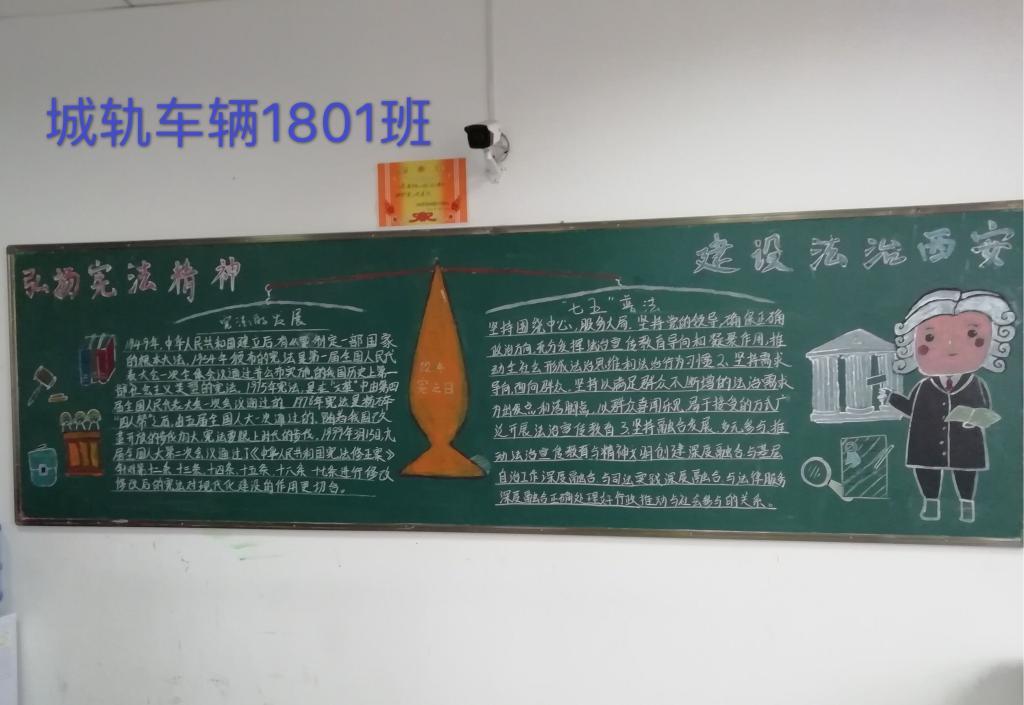 城轨车辆1801班
弘扬宪法精神
建设法治西安
宪法的发展
1949年,中华人民共和国建立后,
制定一部国家
的根本大法,1954年颁布的宪法是第一届全国人民代
表大会一次全体会议通过并公布实施的我国历史上第一
部社会主义类型的宪法,1975年宪法,是在"文革"中由第四
届全国人民代表大会一次会议通过的,1978年宪法是粉碎
"四人帮"之后,由五届全国人大一次通过的,
我国改
革开放的步伐加大,宪法要跟上时代的步伐,1999年3月15日,九
届全国人大第二次会议通过了《中华人民共和国宪法修正案》
十二条,十三条,十四条,十五条,十八条,十七条进行修改
修改后的宪法对现代化建设的作用更切合。
12.4
宪法日
"七五"普法
坚持围绕中心,服务大局,坚持党的领导,确保正确
政治方向,充分发挥法治宣传教育导向和
作用,推
动全社会形成法治思维和法治行为习惯2、坚持需求
导向面向群众,坚持以满足群众不断增的法治需求
为出发点和落脚点,以群众喜闻乐见,易于接受的方式广
泛开展法治宣传教育3.坚持融合发展,多元参与,推
动法治宣传教育与精神文明创建深度融合与基层
自治工作深度融合,与司法实践深度融合,与法律服务
深度融合正确处理好行政推动与社会参与的关系。